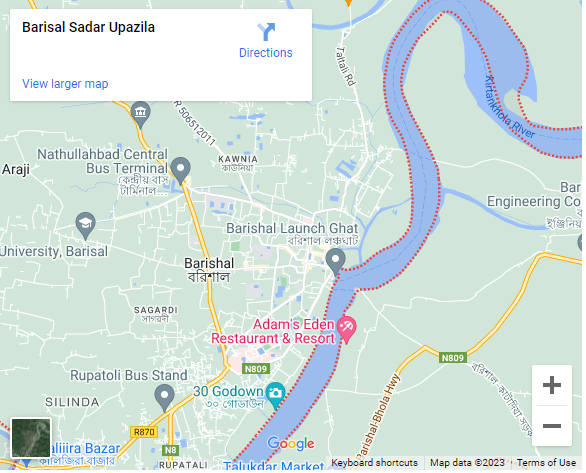 Barisal Sadar Upazila
Directions
View larger map
Taltali Rd
R 506512011
Kirtankhola River
KAWNIA
কাউনিয়া
Nathullahbad Central
Bus Terminal
কেন্দ্রীয় বাস
টার্মিনাল...
Araji
Bar
Engineering Co
ইঞ্জিনিয়
University, Barisal
Barishal Launch Ghat
বরিশাল লঞ্চঘাট
Barishal
বরিশাল
SAGARDI
সাগরদী
Adam's Eden
Restaurant & Resort
N809
N809
Rupatoli Bus Stand
30 Godown
৩০ গোডাউন
Barishal-Bhola Hwy
SILINDA
R870
N8
RUPATALI
Talukdar Market
Google
Keyboard shortcuts
Map data ©2023
Terms of Use